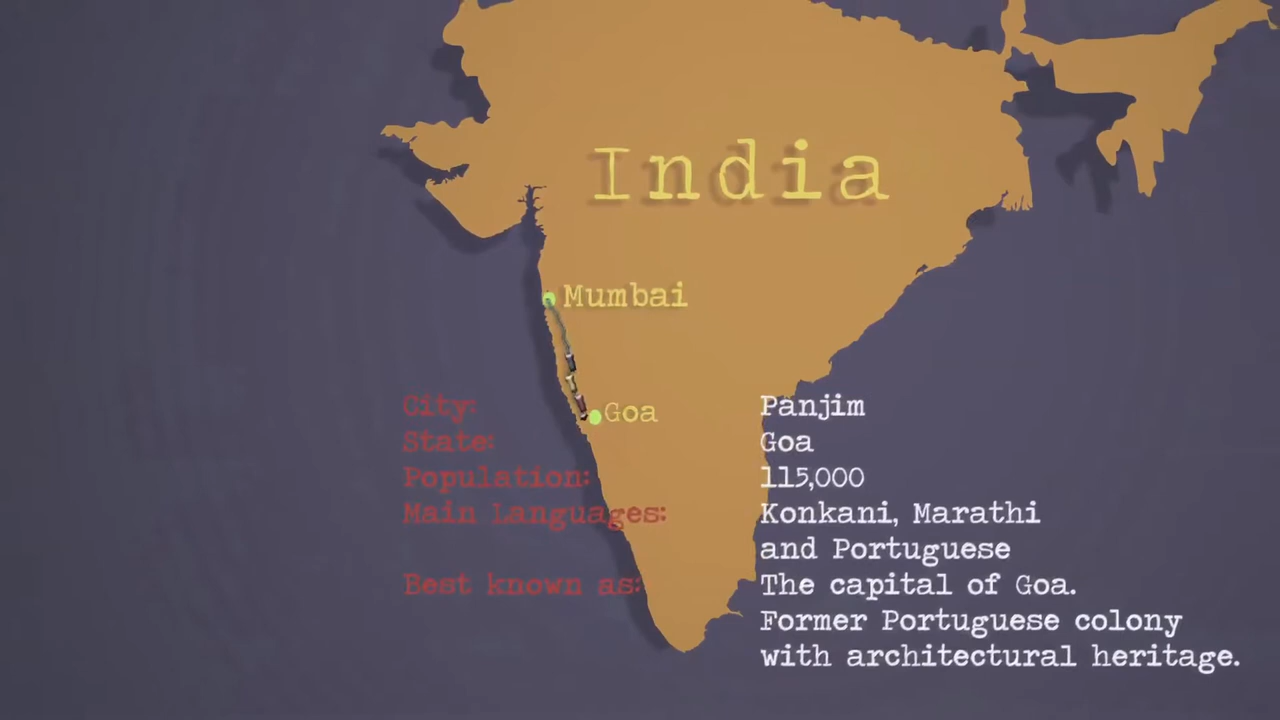 India
Mumbai
Goa
City: Panjim
State: Goa
Population: 115,000
Main Languages: Konkani, Marathi
and Portuguese
Best known as: The capital of Goa.
Former Portuguese colony
with architectural heritage.